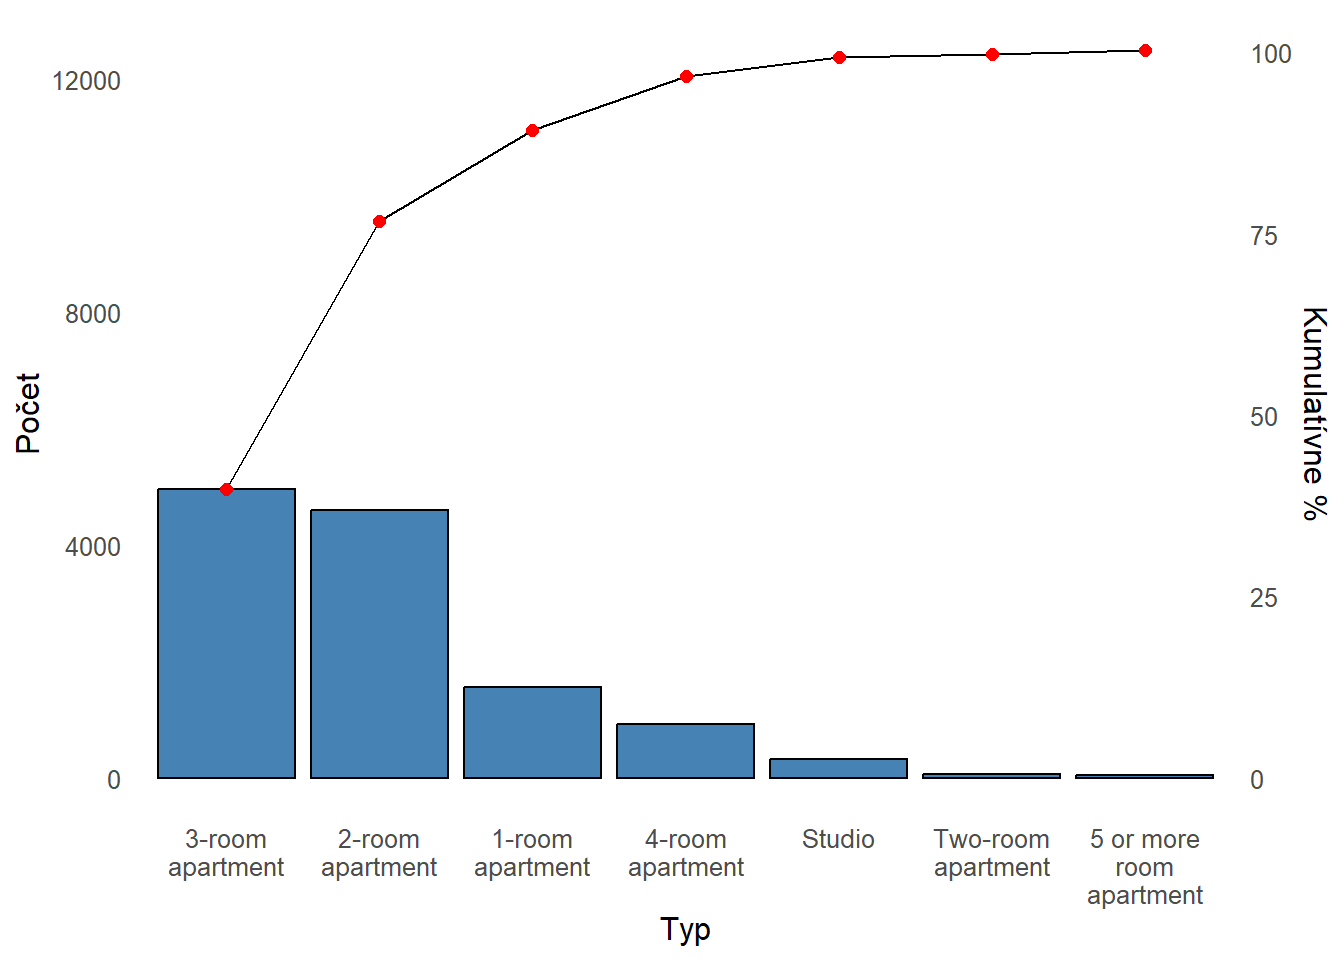 12000
8000
4000
0
Počet
100
75
50
25
0
Kumulatívne %
3-room
apartment
2-room
apartment
1-room
apartment
4-room
apartment
Studio
Two-room
apartment
5 or more
room
apartment
Typ